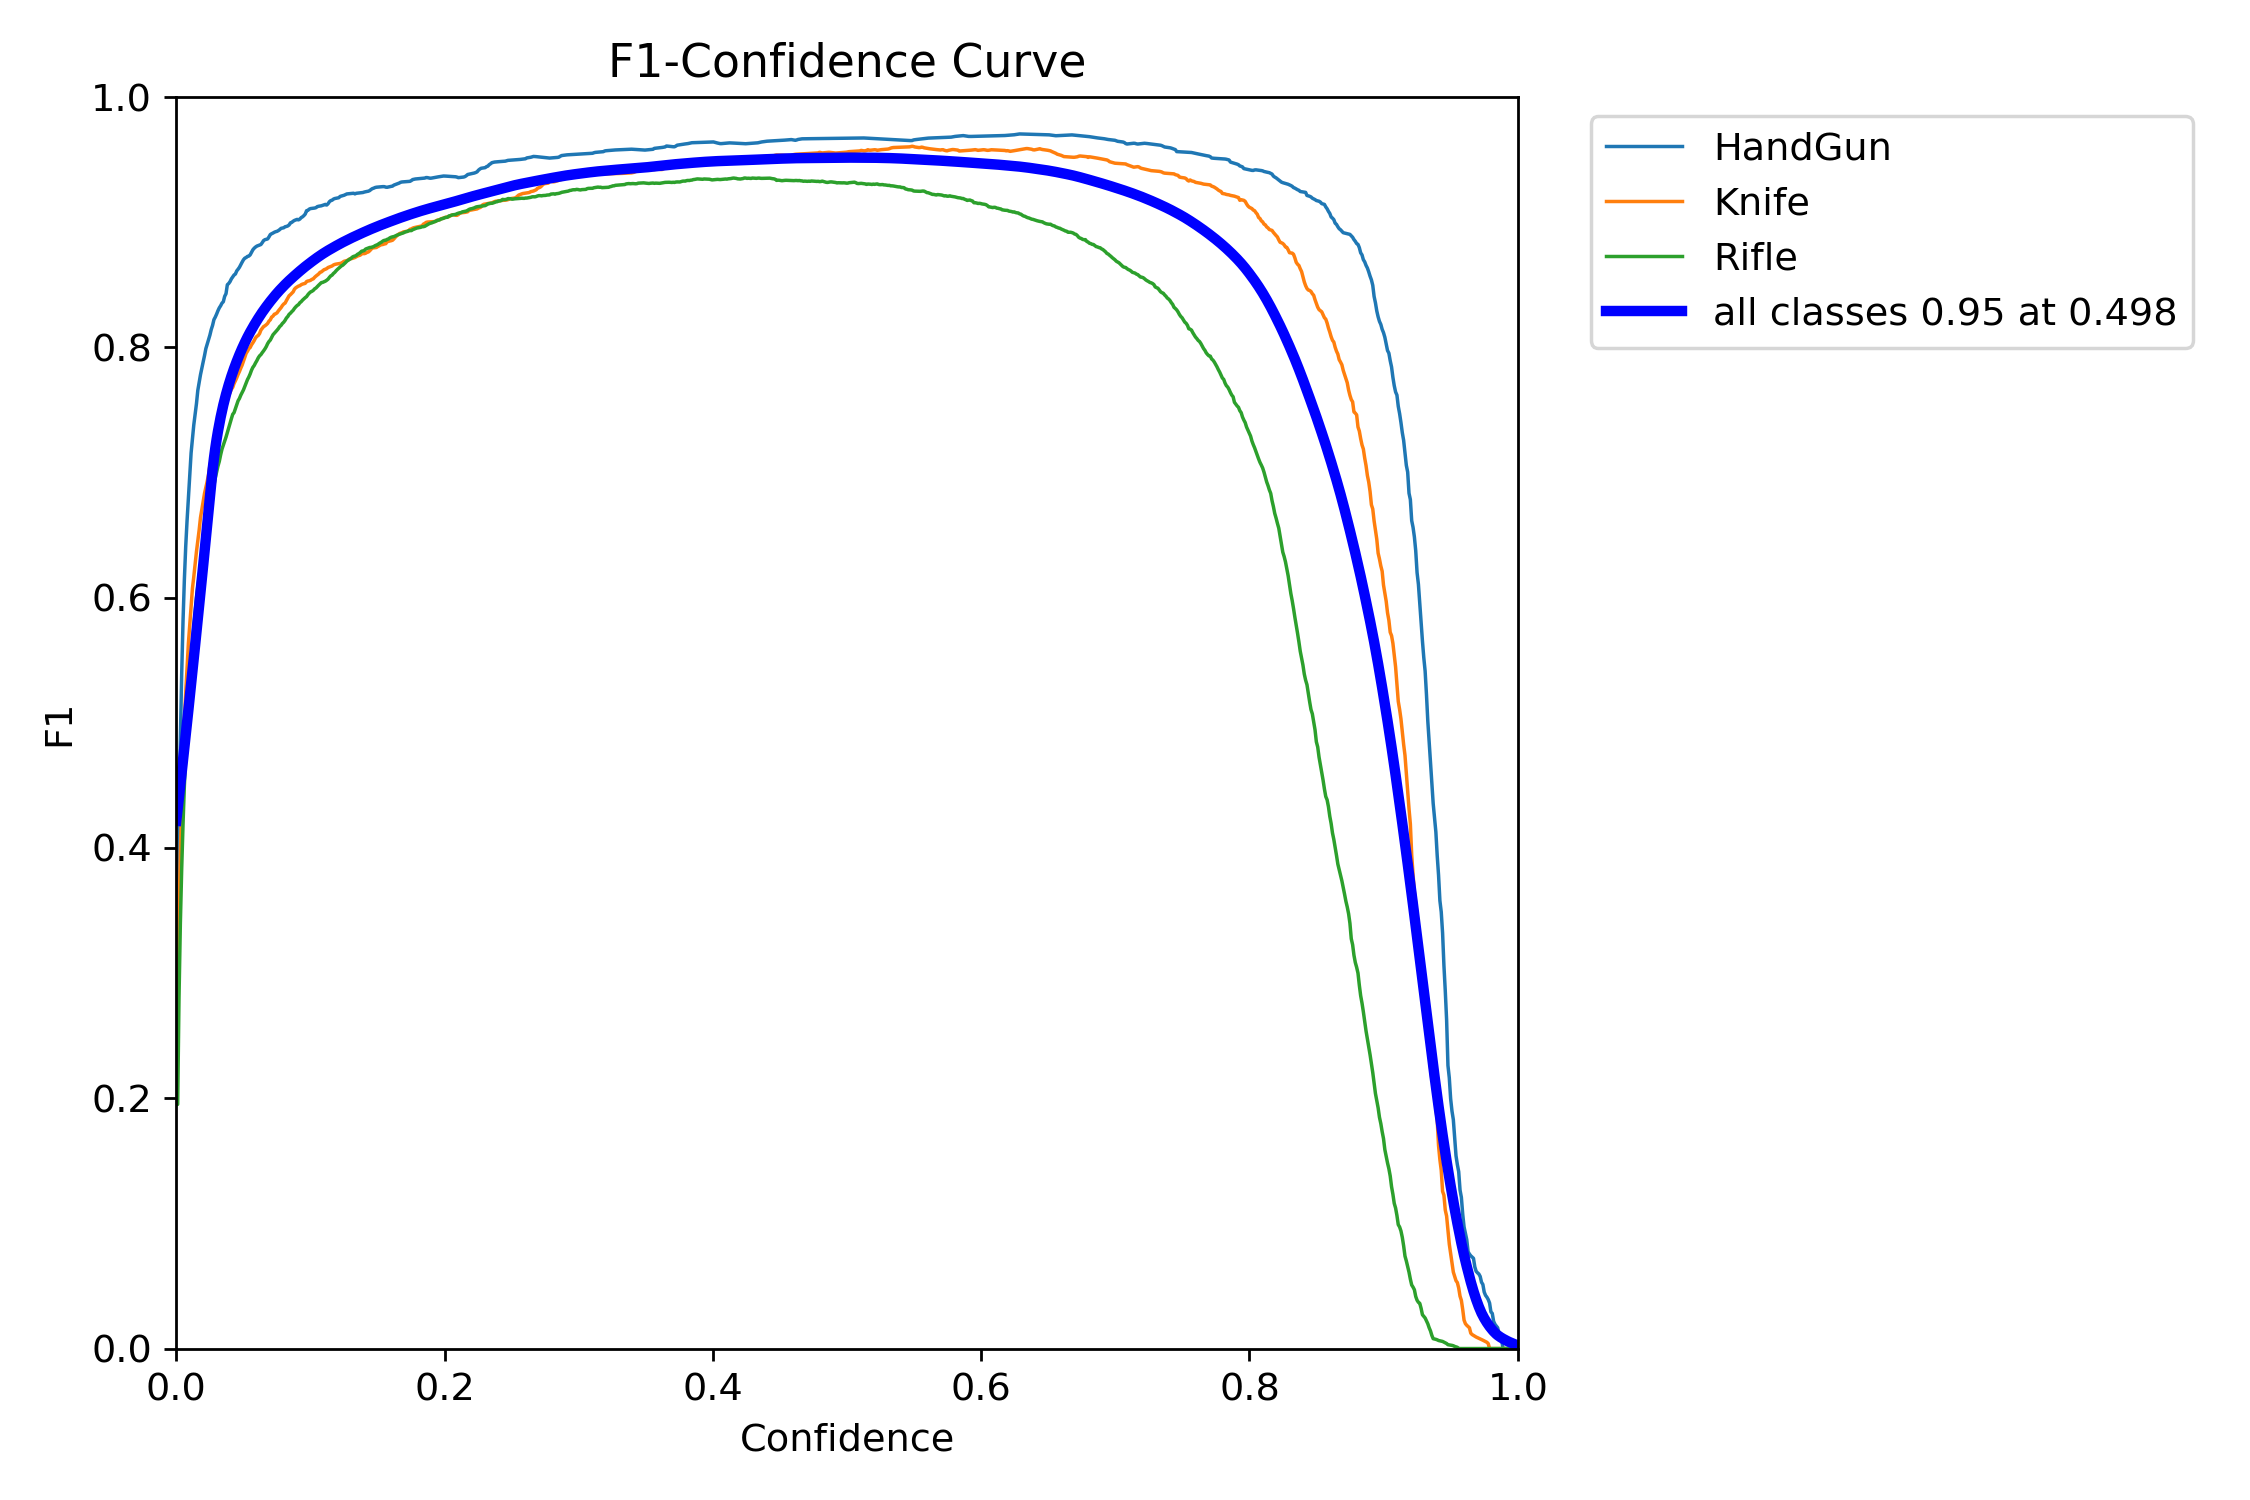 F1-Confidence Curve
1.0
0.8
0.6
0.4
0.2
0.0
F1
0.0 0.2 0.4 0.6 0.8 1.0
Confidence
HandGun
Knife
Rifle
all classes 0.95 at 0.498